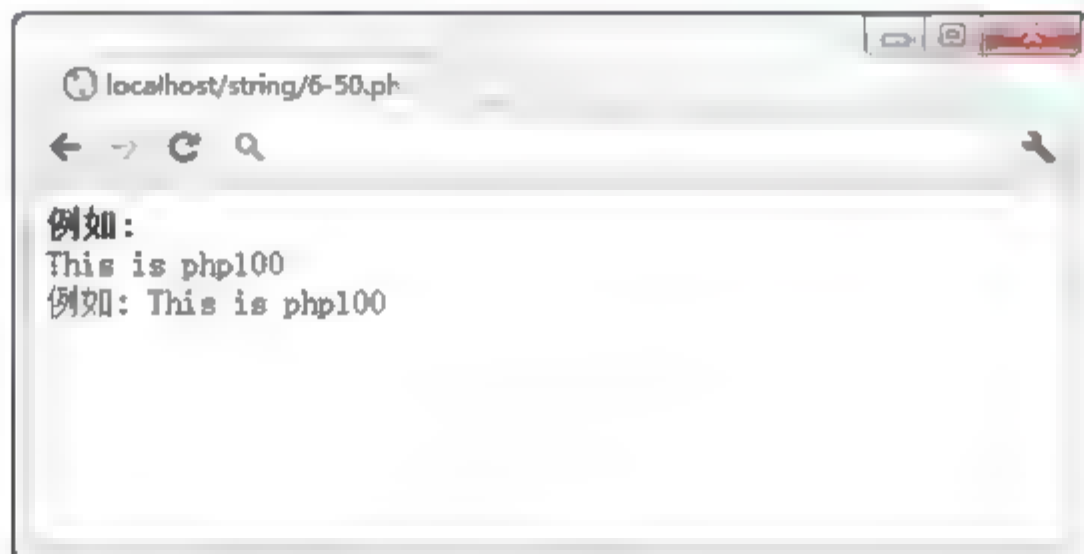 localhost/string/6-50.ph
例如:
This is php100
例如: This is php100